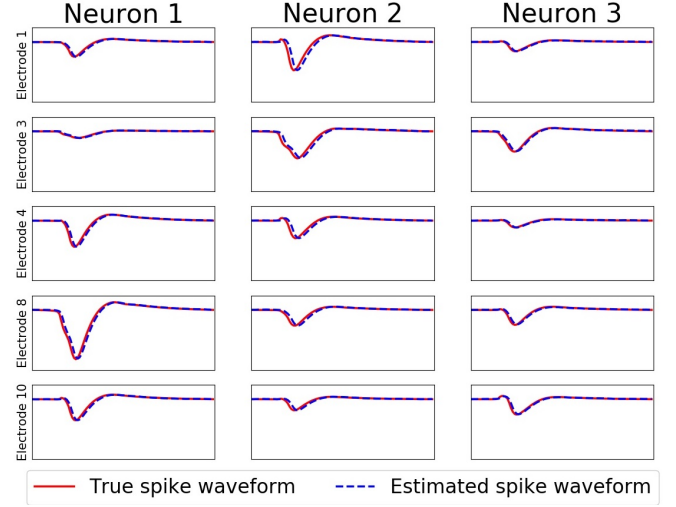 Neuron 1 Neuron 2 Neuron 3
Electrode 1
Electrode 3
Electrode 4
Electrode 8
Electrode 10
True spike waveform Estimated spike waveform